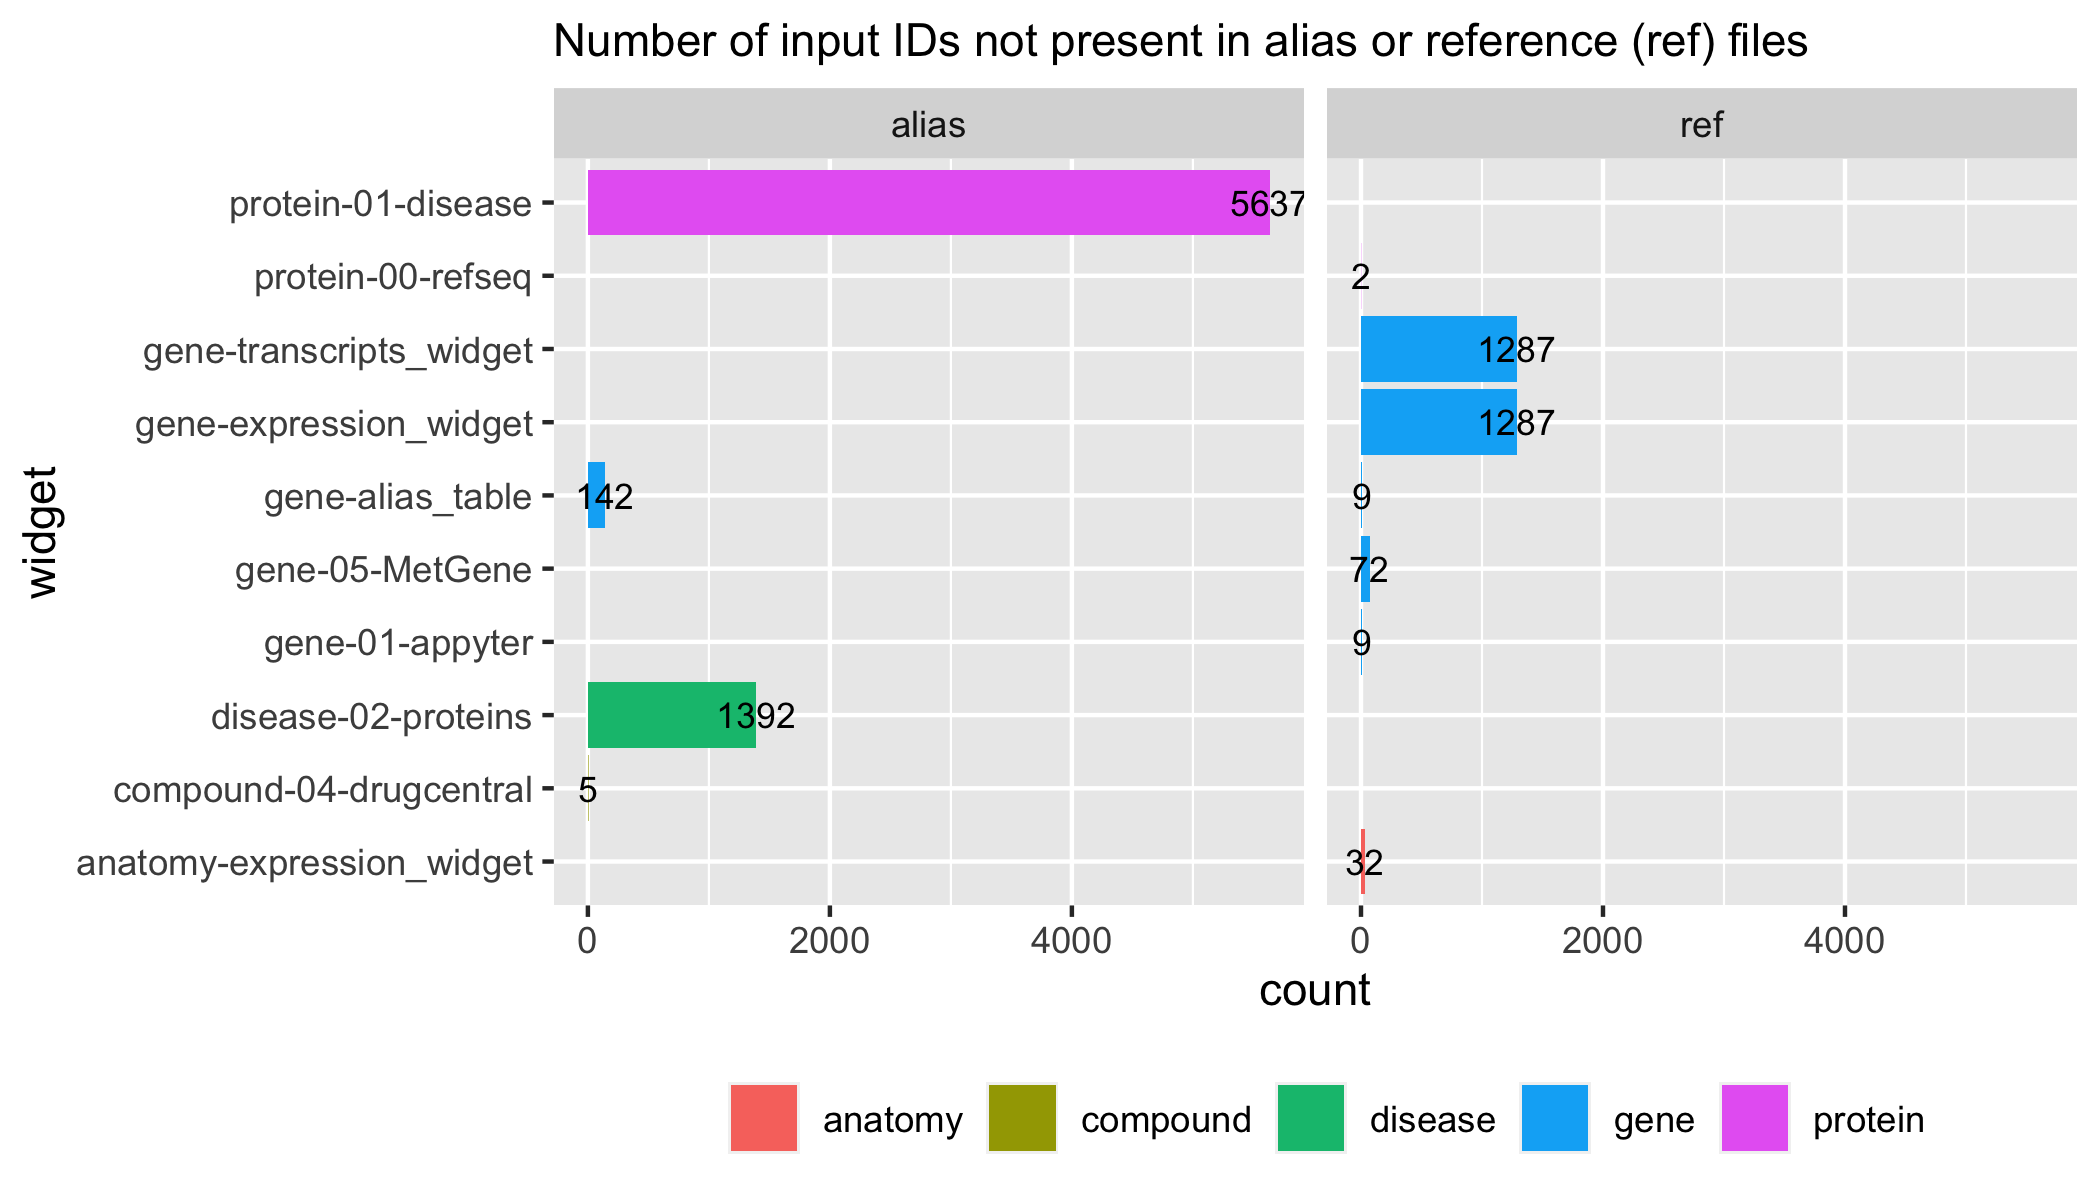 Number of input IDs not present in alias or reference (ref) files
alias
ref
widget
protein-01-disease
5637
protein-00-refseq
2
gene-transcripts_widget
1287
gene-expression_widget
1287
gene-alias_table
142
9
gene-05-MetGene
72
gene-01-appyter
9
disease-02-proteins
1392
compound-04-drugcentral
5
anatomy-expression_widget
32
0 2000 4000
0 2000 4000
count
anatomy compound disease gene protein